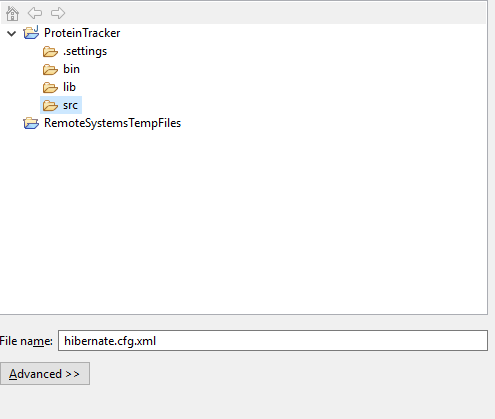 ProteinTracker
.settings
bin
lib
src
RemoteSystemsTempFiles
File name: hibernate.cfg.xml
Advanced >>